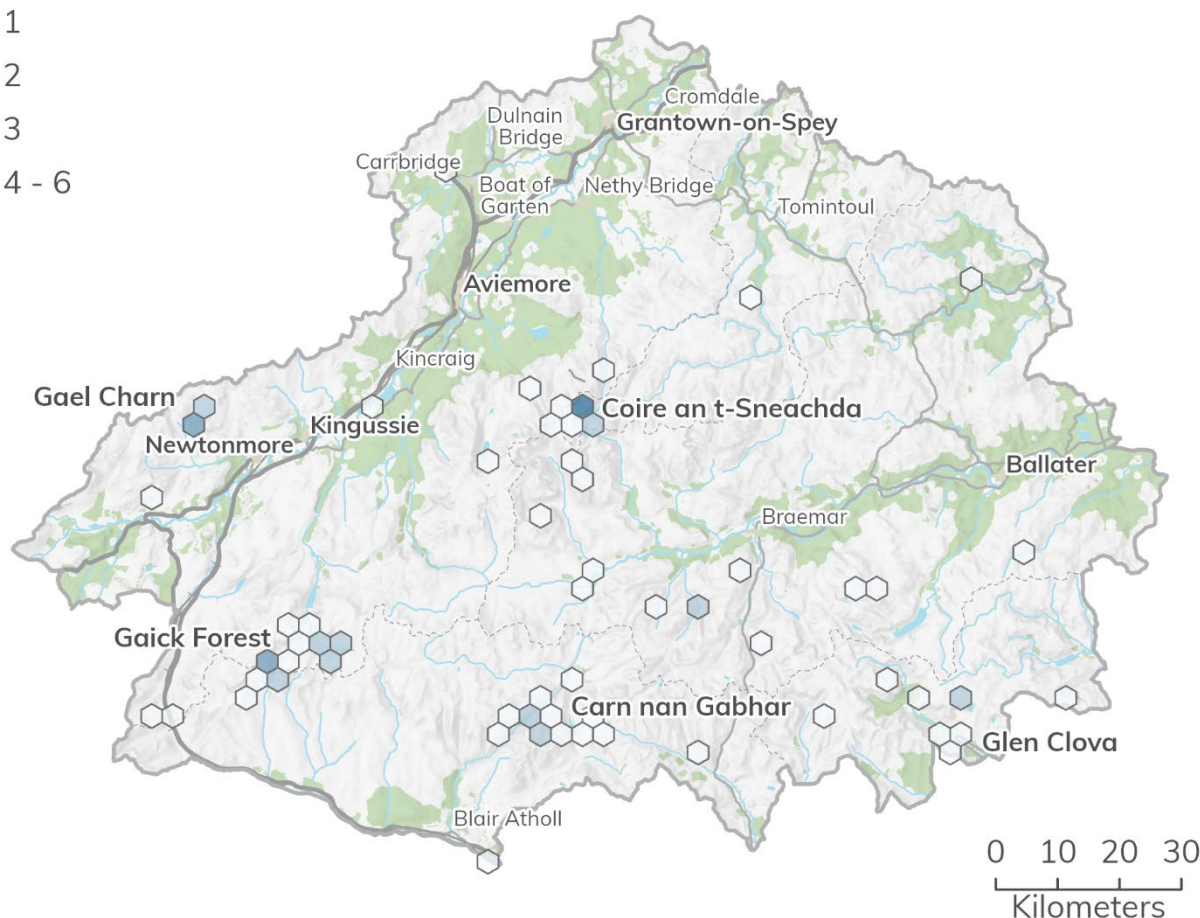 1
2
3
4 - 6
Cromdale
Dulnain
Bridge
Grantown-on-Spey
Carrbridge
Boat of
Garten
Nethy Bridge
Tomintoul
Aviemore
Kincraig
Gael Charn
Coire an t-Sneachda
Kingussie
Newtonmore
Ballater
Braemar
Gaick Forest
Carn nan Gabhar
Glen Clova
Blair Atholl
0 10 20 30
Kilometers